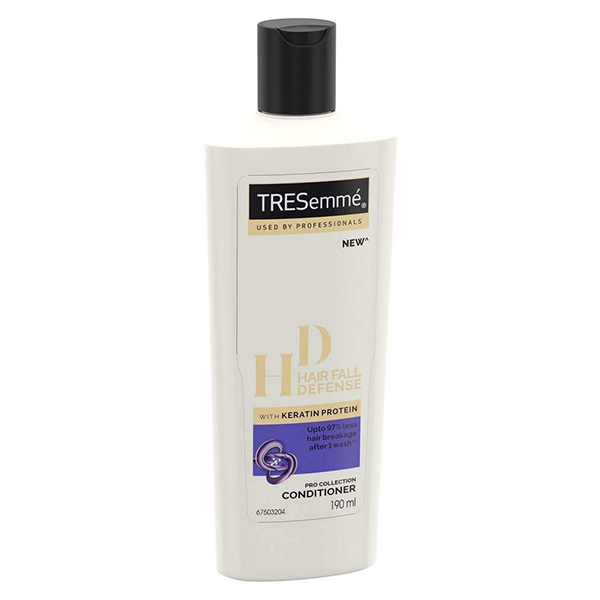 TRESemmé®
USED BY PROFESSIONALS
NEW^
HD
HAIR FALL
DEFENSE
WITH KERATIN PROTEIN
Upto 97% less
hair breakage
after 1 wash^^
PRO COLLECTION
CONDITIONER
67503204
190 ml